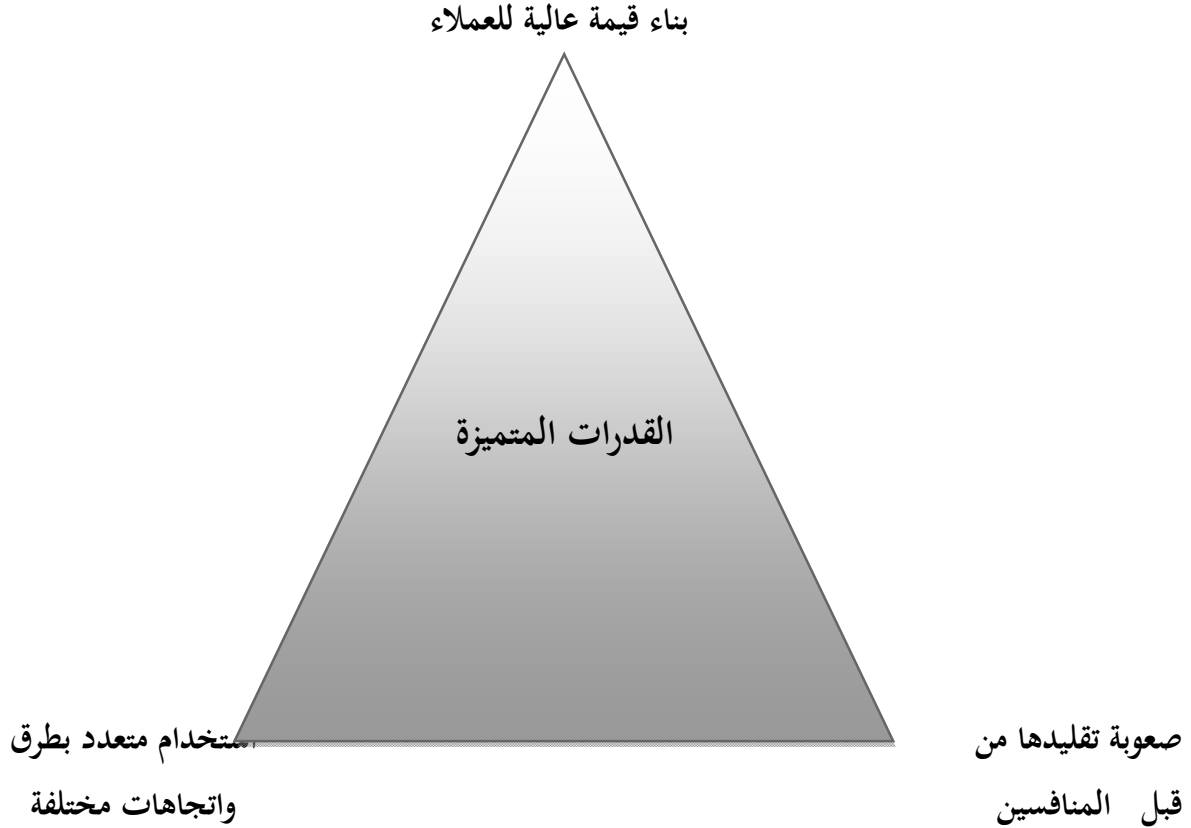 بناء قيمة عالية للعملاء
القدرات المتميزة
صعوبة تقليدها من
قبل المنافسين
استخدام متعدد بطرق
واتجاهات مختلفة